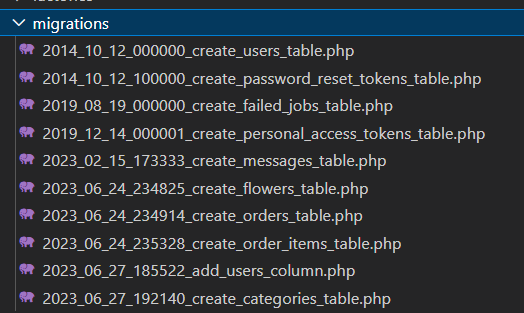 migrations
2014_10_12_000000_create_users_table.php
2014_10_12_100000_create_password_reset_tokens_table.php
2019_08_19_000000_create_failed_jobs_table.php
2019_12_14_000001_create_personal_access_tokens_table.php
2023_02_15_173333_create_messages_table.php
2023_06_24_234825_create_flowers_table.php
2023_06_24_234914_create_orders_table.php
2023_06_24_235328_create_order_items_table.php
2023_06_27_185522_add_users_column.php
2023_06_27_192140_create_categories_table.php